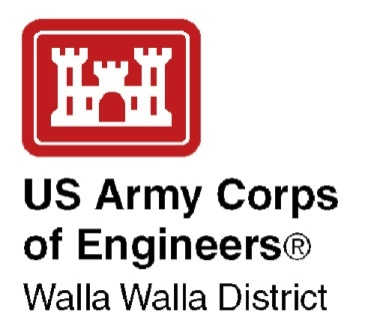 US Army Corps
of Engineers®
Walla Walla District